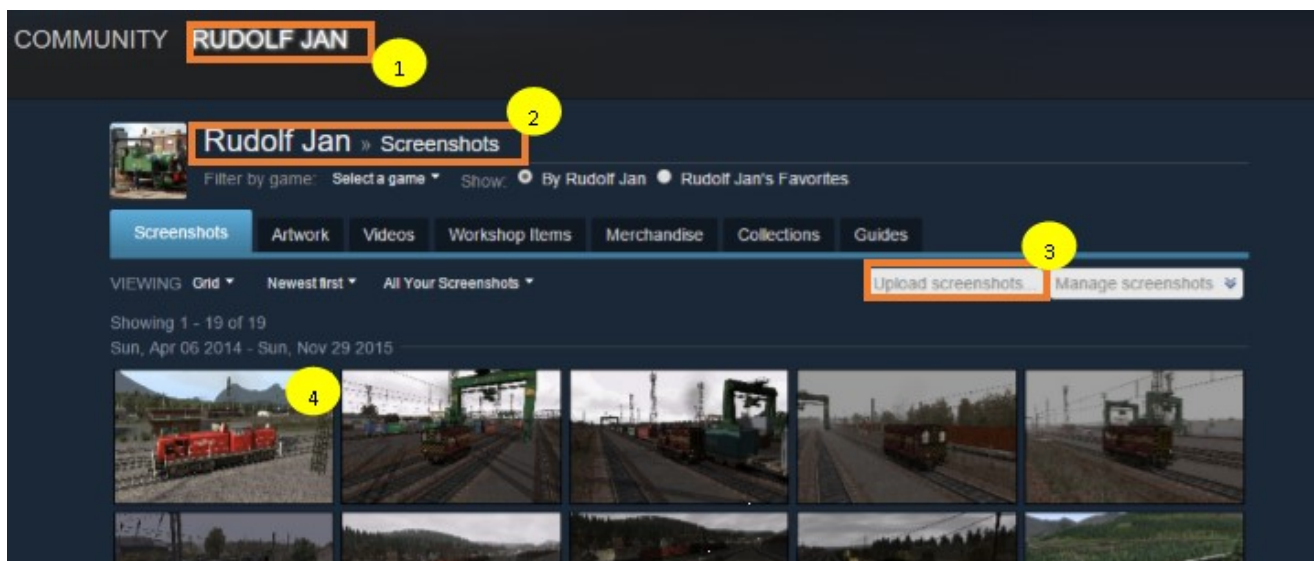 COMMUNITY RUDOLF JAN
1
2
Rudolf Jan » Screenshots
Filter by game: Select a game Show: By Rudolf Jan Rudolf Jan's Favorites
Screenshots Artwork Videos Workshop Items Merchandise Collections Guides
3
VIEWING Grid Newest first All Your Screenshots Upload screenshots... Manage screenshots
Showing 1 - 19 of 19
Sun, Apr 06 2014 - Sun, Nov 29 2015
4